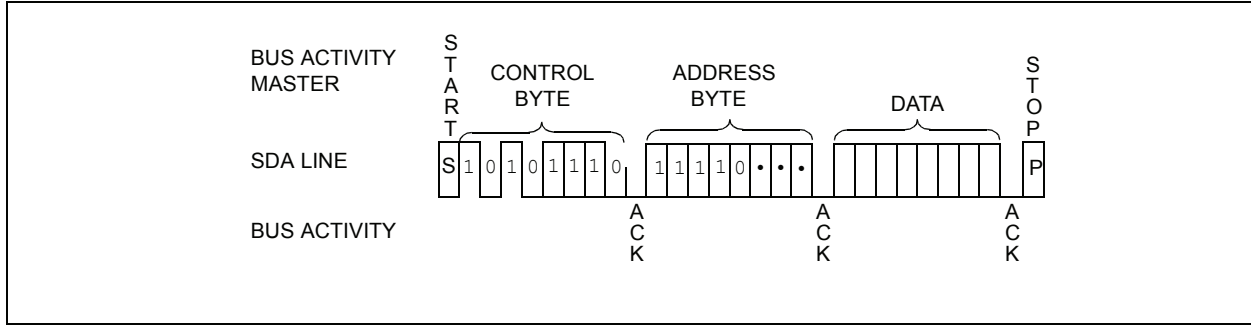 BUS ACTIVITY
MASTER
START
CONTROL
BYTE
ADDRESS
BYTE
DATA
STOP
SDA LINE
S 1 0 1 0 1 1 1 0 1 1 1 1 0 • • • P
BUS ACTIVITY
ACK
ACK
ACK